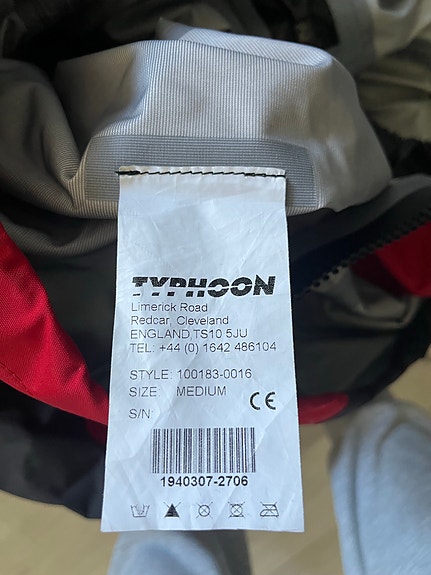 TYPHOON
Limerick Road
Redcar, Cleveland
ENGLAND,TS10 5JU
TEL: +44 (0) 1642 486104
STYLE: 100183-0016
SIZE: MEDIUM
CE
S/N
1940307-2706